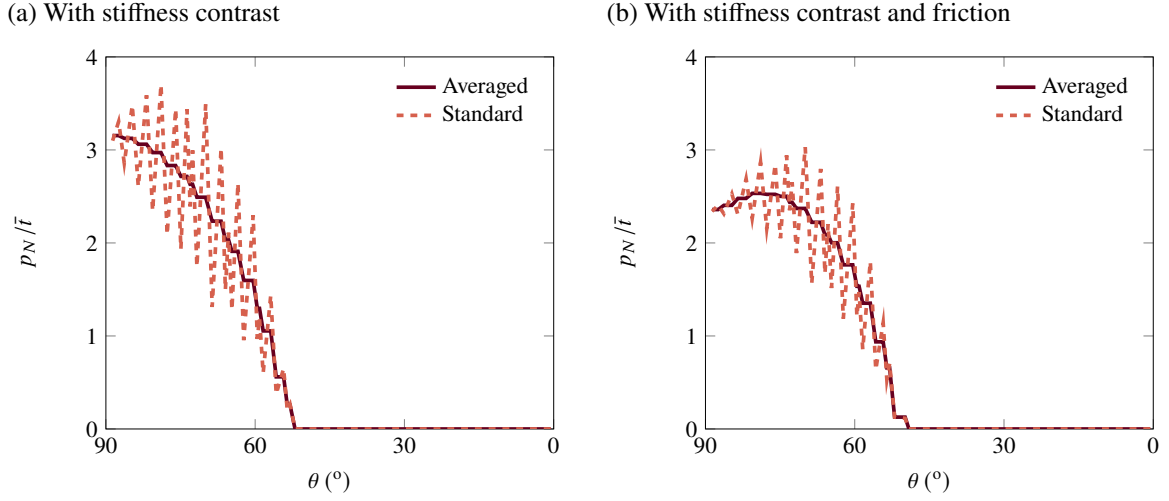 (a) With stiffness contrast
4
3
2
1
0
90
60
30
0
p_N/t̄
θ (°)
Averaged
Standard
(b) With stiffness contrast and friction
4
3
2
1
0
90
60
30
0
p_N/t̄
θ (°)
Averaged
Standard